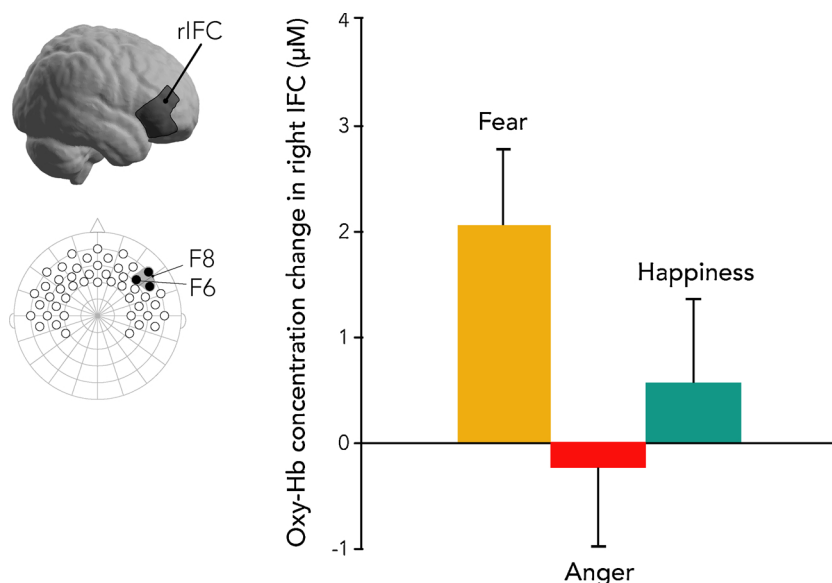 rIFC
F8
F6
Oxy-Hb concentration change in right IFC (µM)
4
3
2
1
0
-1
Fear
Happiness
Anger